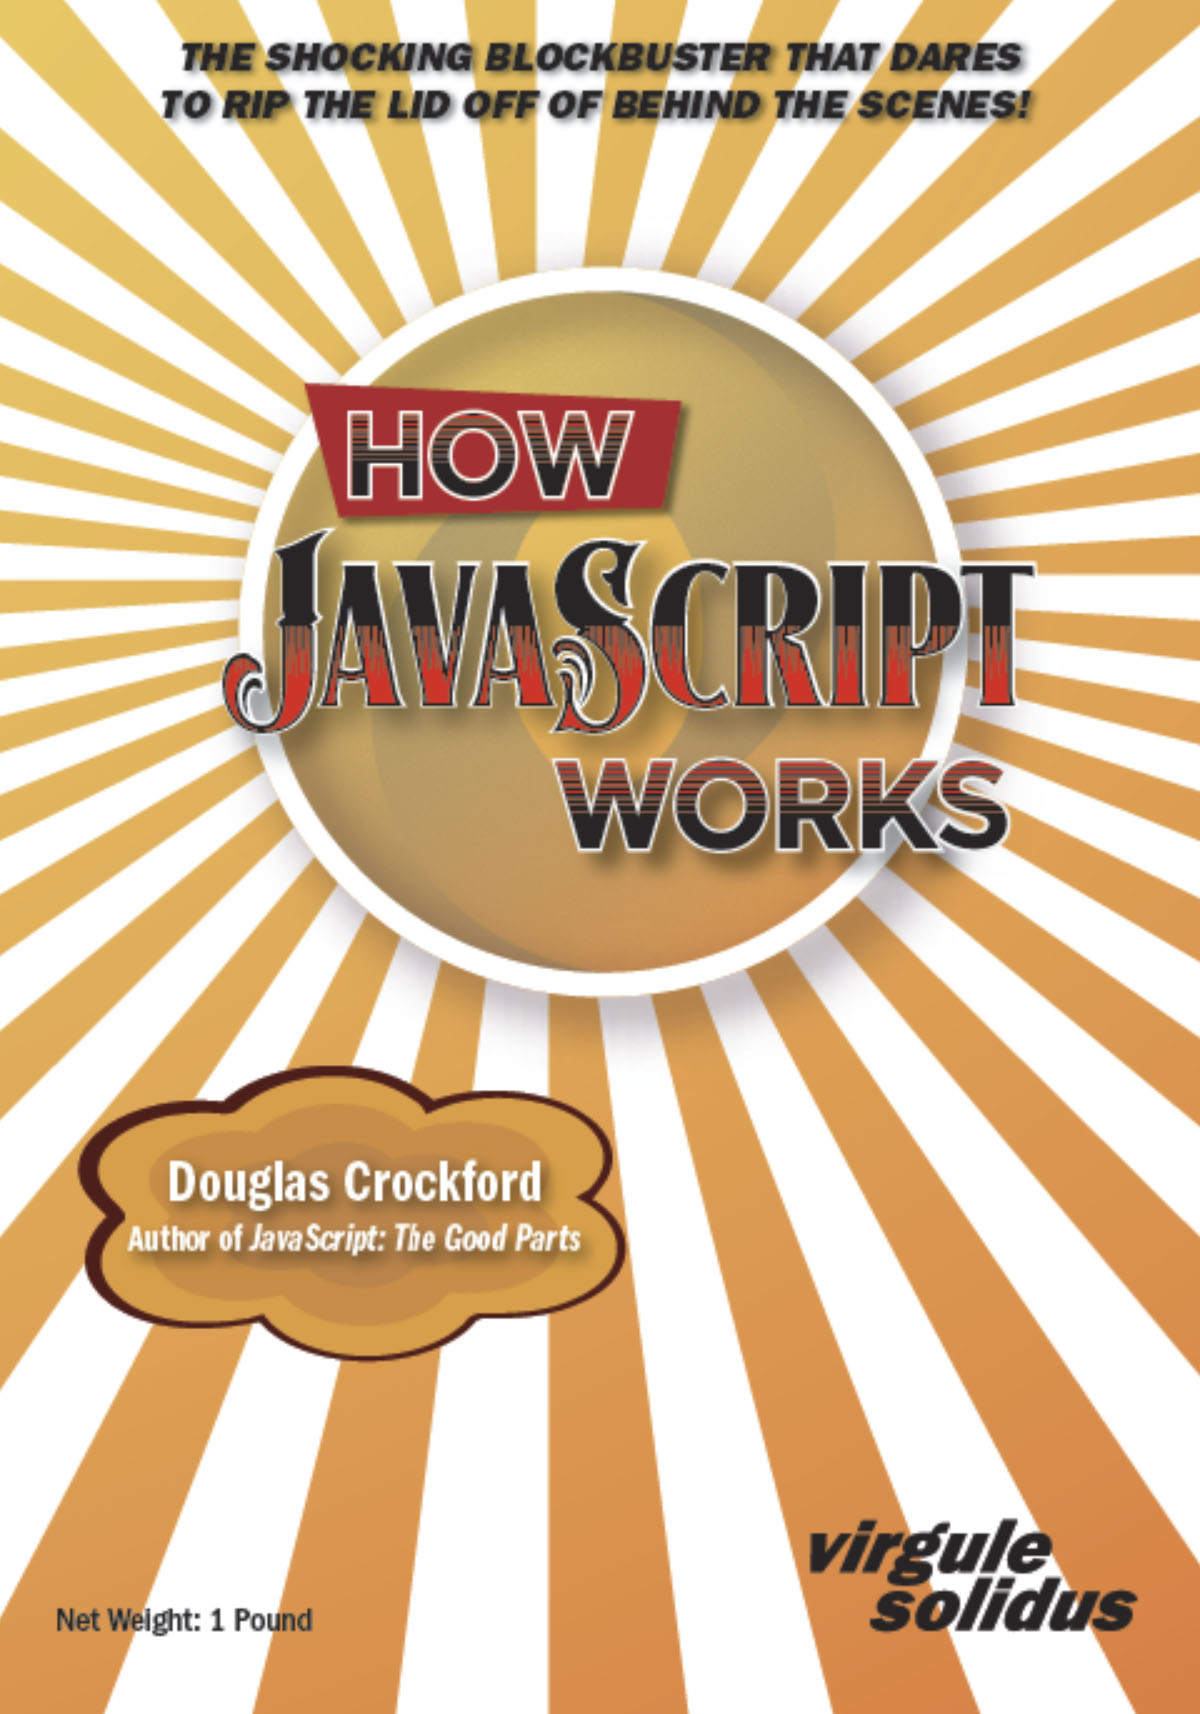 THE SHOCKING BLOCKBUSTER THAT DARES
TO RIP THE LID OFF OF BEHIND THE SCENES!
HOW
JAVASCRIPT
WORKS
Douglas Crockford
Author of JavaScript: The Good Parts
virgule
solidus
Net Weight: 1 Pound